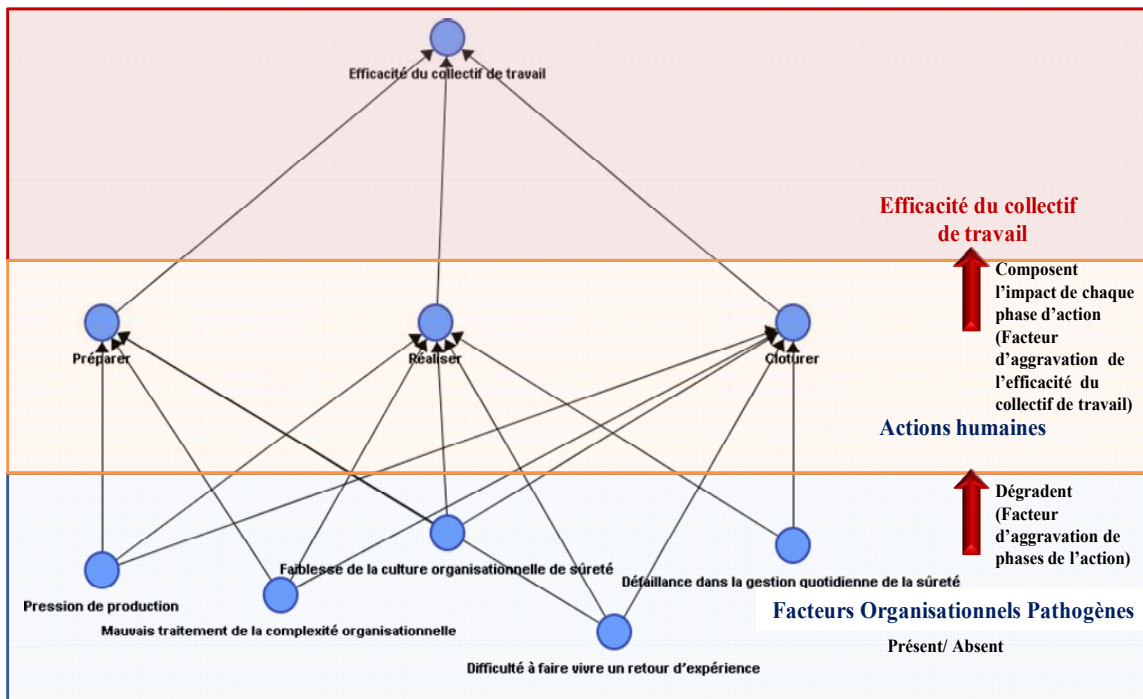 Efficacité du collectif de travail
Efficacité du collectif
de travail
Composent
l'impact de chaque
phase d'action
(Facteur
d'aggravation de
l'efficacité du
collectif de travail)
Préparer
Réaliser
Cloturer
Actions humaines
Dégradent
(Facteur
d'aggravation de
phases de l'action)
Faiblesse de la culture organisationnelle de sûreté
Défaillance dans la gestion quotidienne de la sûreté
Pression de production
Facteurs Organisationnels Pathogènes
Mauvais traitement de la complexité organisationnelle
Présent/ Absent
Difficulté à faire vivre un retour d'expérience